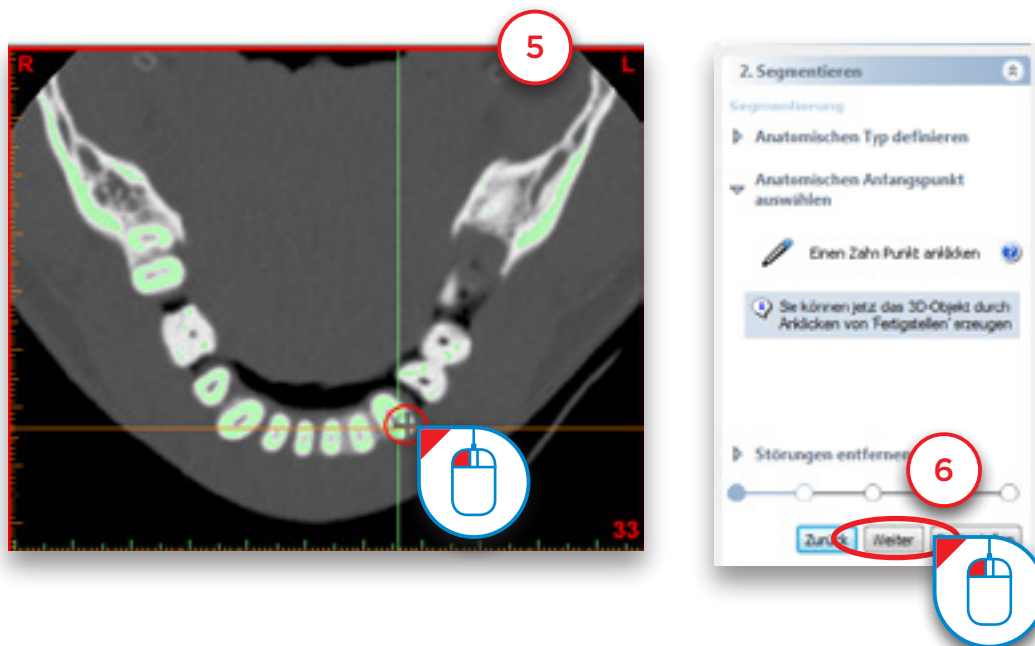 5
R
L
33
2. Segmentieren
Segmentierung
Anatomischen Typ definieren
Anatomischen Anfangspunkt
auswählen
Einen Zahn Punkt anklicken
Sie können jetzt das 3D-Objekt durch
Anklicken von 'Fertigstellen' erzeugen
Störungen entfernen
6
Zurück
Weiter